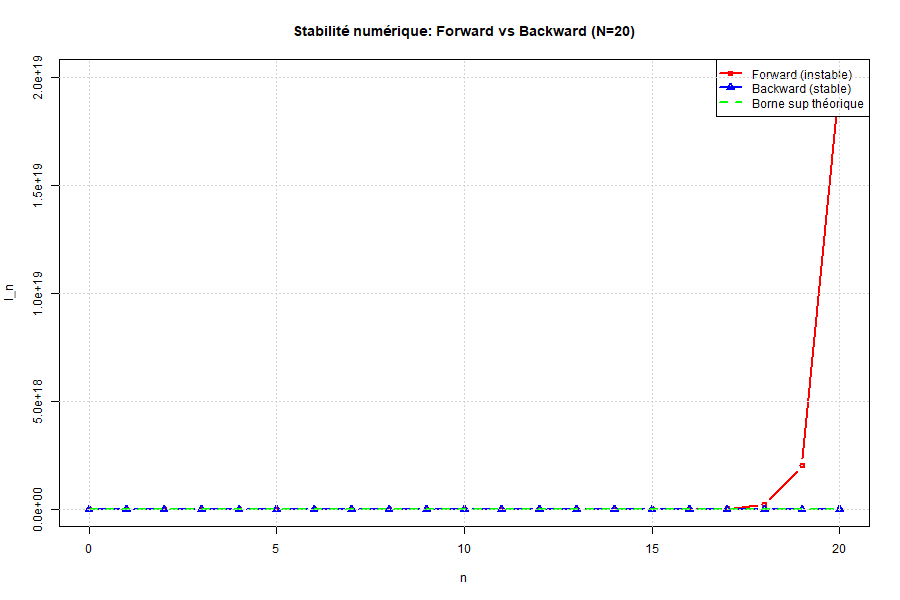 Stabilité numérique: Forward vs Backward (N=20)
Forward (instable)
Backward (stable)
Borne sup théorique
2.0e+19
1.5e+19
1.0e+19
5.0e+18
0.0e+00
I_n
0 5 10 15 20
n